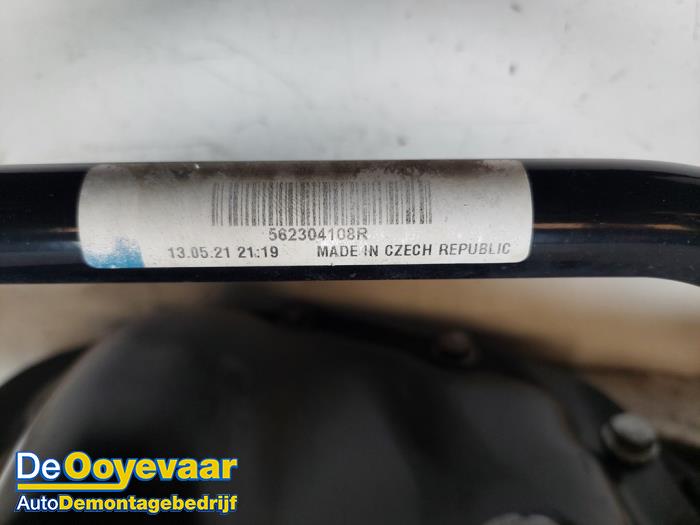 562304108R
13.05.21 21:19 MADE IN CZECH REPUBLIC
De Ooyevaar
AutoDemontagebedrijf